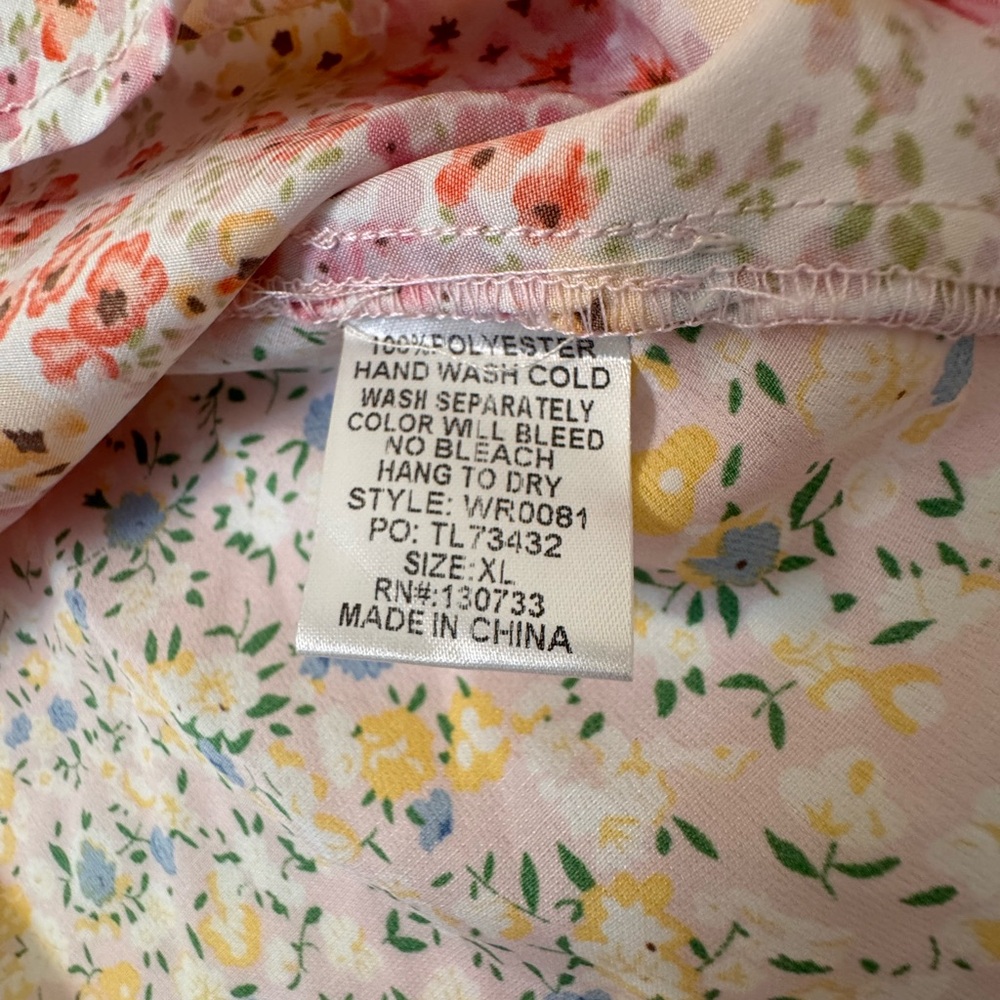 100% POLYESTER
HAND WASH COLD
WASH SEPARATELY
COLOR WILL BLEED
NO BLEACH
HANG TO DRY
STYLE: WR0081
PO: TL73432
SIZE:XL
RN#:130733
MADE IN CHINA